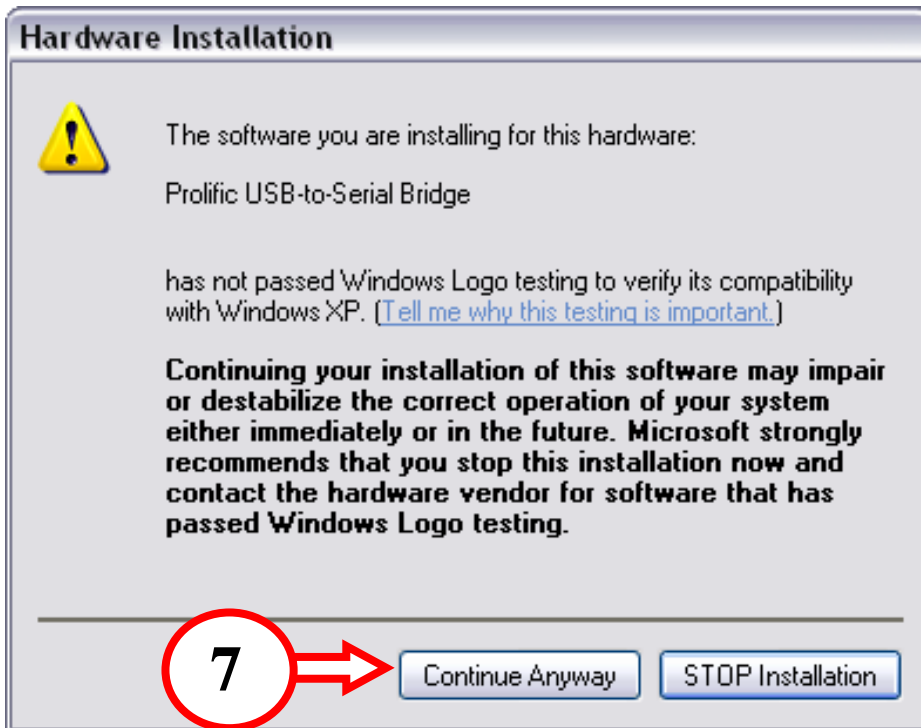 Hardware Installation
The software you are installing for this hardware:
Prolific USB-to-Serial Bridge
has not passed Windows Logo testing to verify its compatibility
with Windows XP. (Tell me why this testing is important.)
Continuing your installation of this software may impair
or destabilize the correct operation of your system
either immediately or in the future. Microsoft strongly
recommends that you stop this installation now and
contact the hardware vendor for software that has
passed Windows Logo testing.
7 Continue Anyway STOP Installation